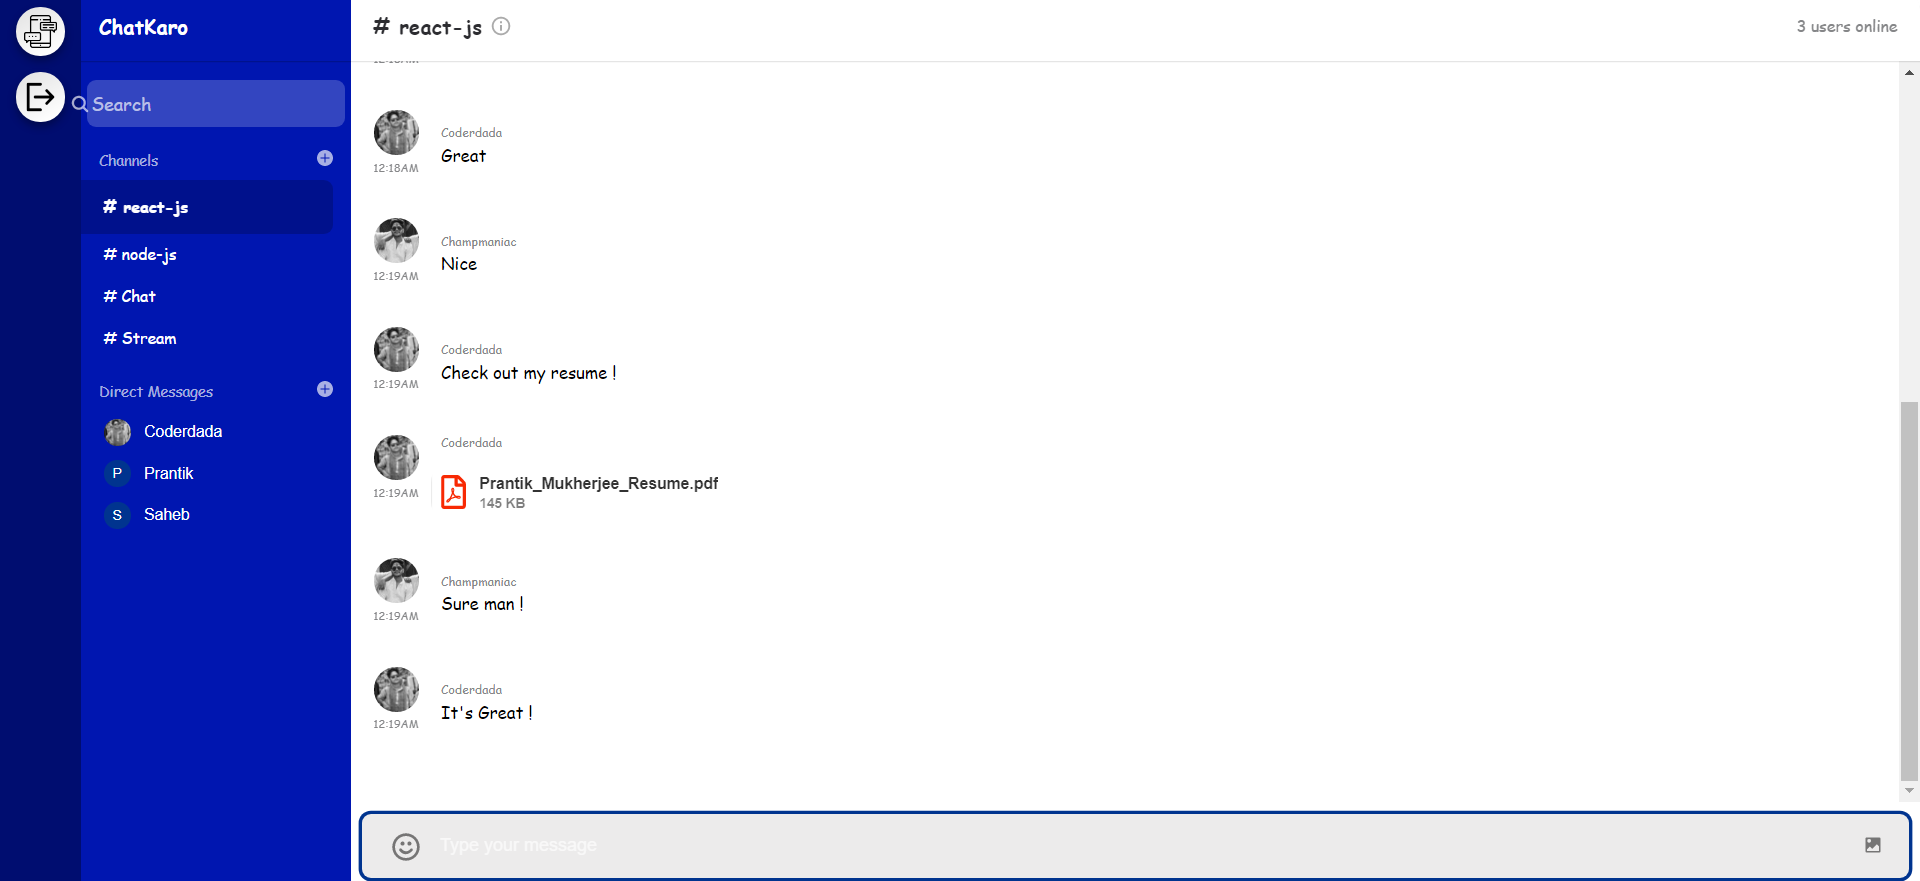 ChatKaro
Search
Channels
# react-js
# node-js
# Chat
# Stream
Direct Messages
Coderdada
P Prantik
S Saheb
# react-js
3 users online
Coderdada
Great
12:18AM
Champmaniac
Nice
12:19AM
Coderdada
Check out my resume !
12:19AM
Coderdada
Prantik_Mukherjee_Resume.pdf
12:19AM
145 KB
Champmaniac
Sure man !
12:19AM
Coderdada
It's Great !
12:19AM
Type your message